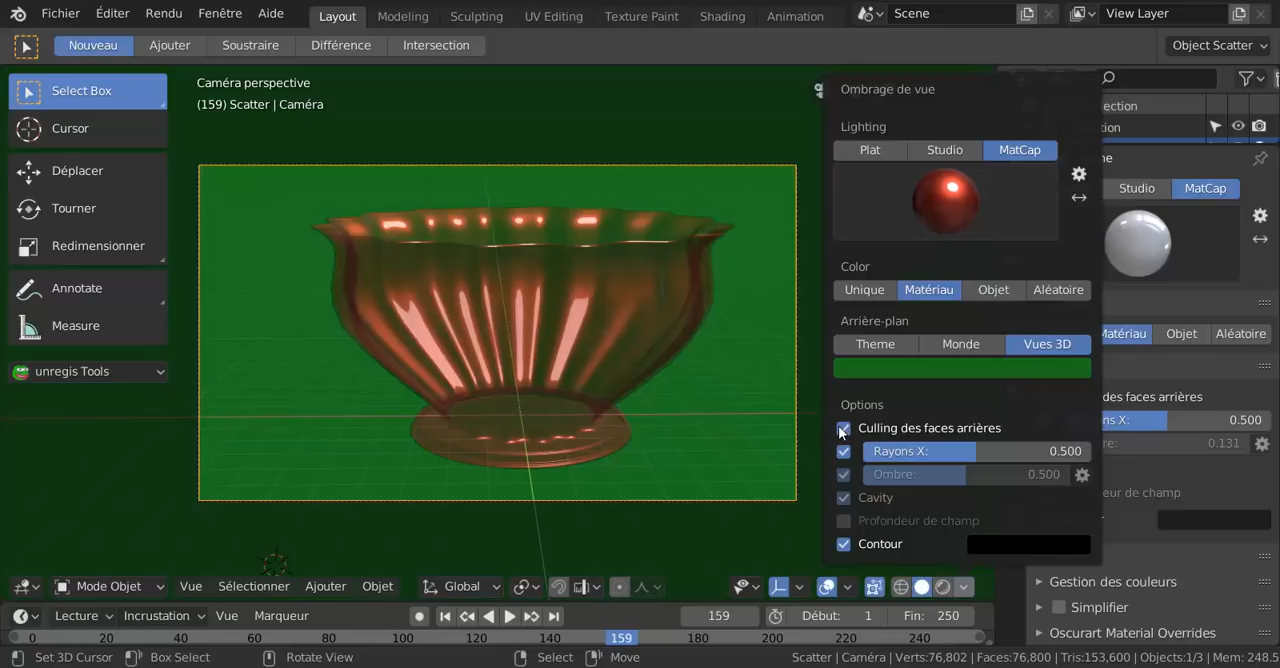 Fichier Éditer Rendu Fenêtre Aide Layout Modeling Sculpting UV Editing Texture Paint Shading Animation Scene View Layer
Nouveau Ajouter Soustraire Différence Intersection Object Scatter
Select Box
Cursor
Déplacer
Tourner
Redimensionner
Annotate
Measure
unregis Tools
Caméra perspective
(159) Scatter | Caméra
Ombrage de vue
Lighting
Plat Studio MatCap
Color
Unique Matériau Objet Aléatoire
Arrière-plan
Theme Monde Vues 3D
Options
Culling des faces arrières
Rayons X: 0.500
Ombre: 0.500
Cavity
Profondeur de champ
Contour
ection
tion
ne
Studio MatCap
Matériau Objet Aléatoire
des faces arrières
ns X: 0.500
re: 0.131
eur de champ
Gestion des couleurs
Simplifier
Oscurart Material Overrides
Mode Objet Vue Sélectionner Ajouter Objet Global
Lecture Incrustation Vue Marqueur 159 Début: 1 Fin: 250
0 20 40 60 80 100 120 140 159 180 200 220 240
Set 3D Cursor Box Select Rotate View Select Move Scatter | Caméra | Verts:76,802 | Faces:76,800 | Tris:153,600 | Objects:1/3 | Mem: 248.5